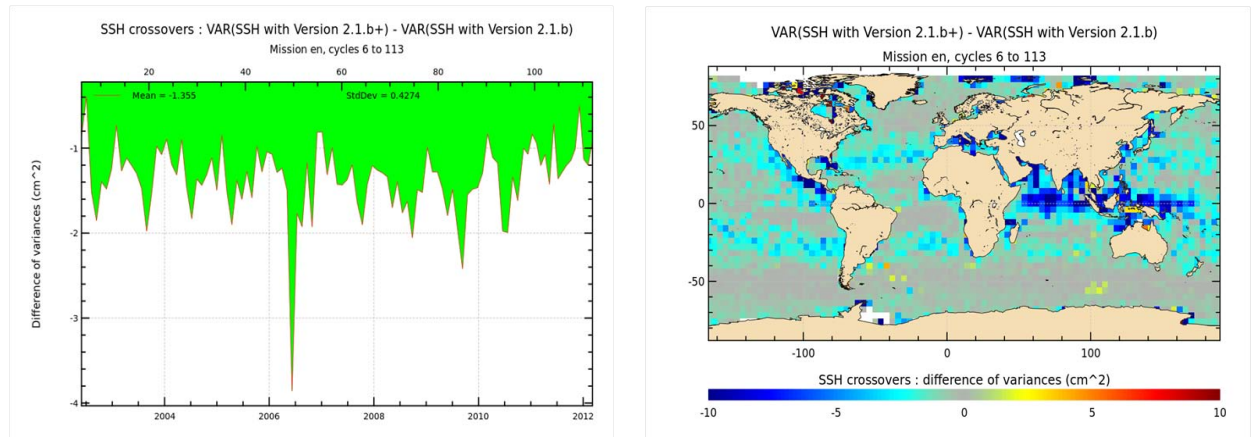 SSH crossovers : VAR(SSH with Version 2.1.b+) - VAR(SSH with Version 2.1.b)
Mission en, cycles 6 to 113
20 40 60 80 100
Mean = -1.355 StdDev = 0.4274
-1
-2
-3
-4
Difference of variances (cm^2)
2004 2006 2008 2010 2012
VAR(SSH with Version 2.1.b+) - VAR(SSH with Version 2.1.b)
Mission en, cycles 6 to 113
50
0
-50
-100 0 100
SSH crossovers : difference of variances (cm^2)
-10 -5 0 5 10